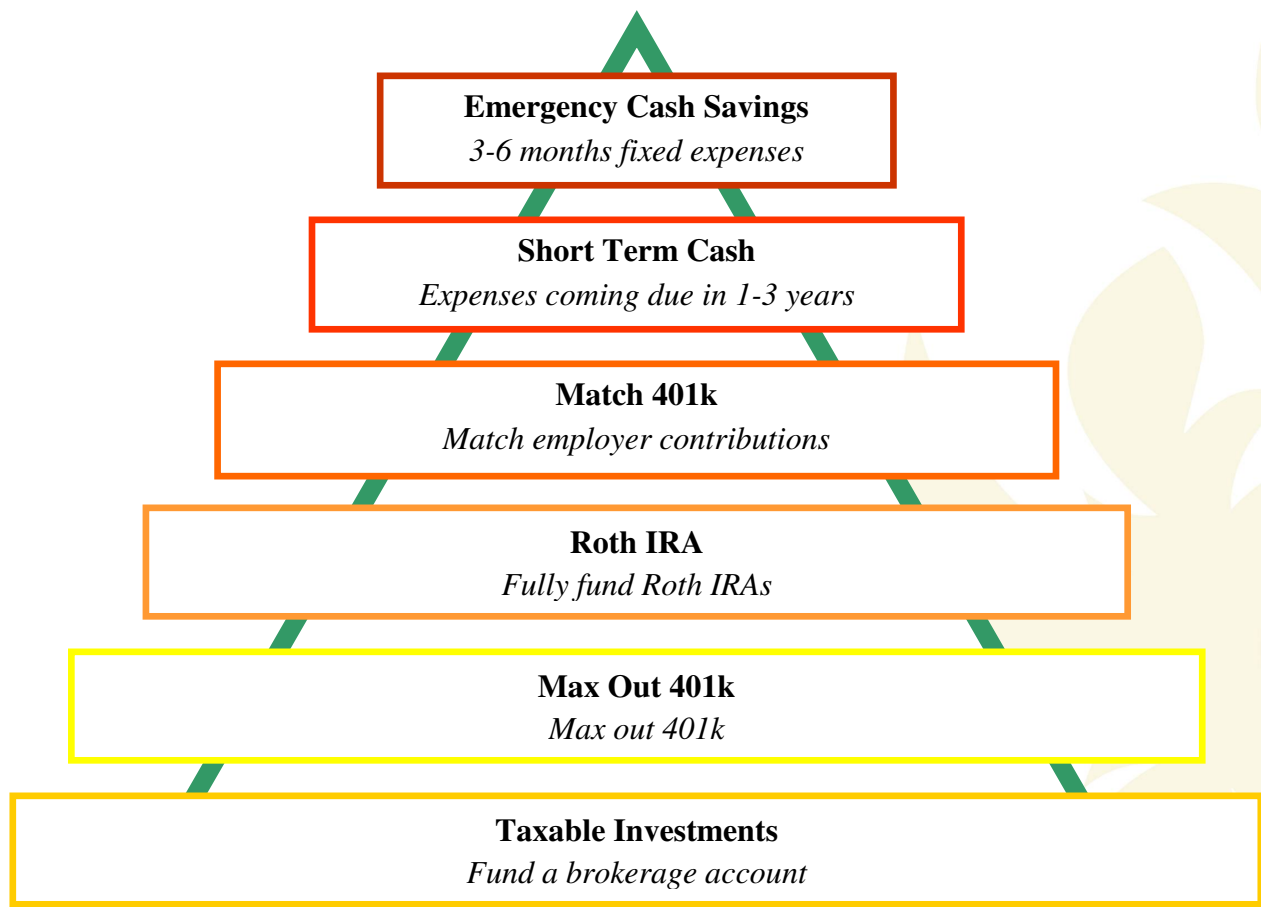 Emergency Cash Savings
3-6 months fixed expenses
Short Term Cash
Expenses coming due in 1-3 years
Match 401k
Match employer contributions
Roth IRA
Fully fund Roth IRAs
Max Out 401k
Max out 401k
Taxable Investments
Fund a brokerage account